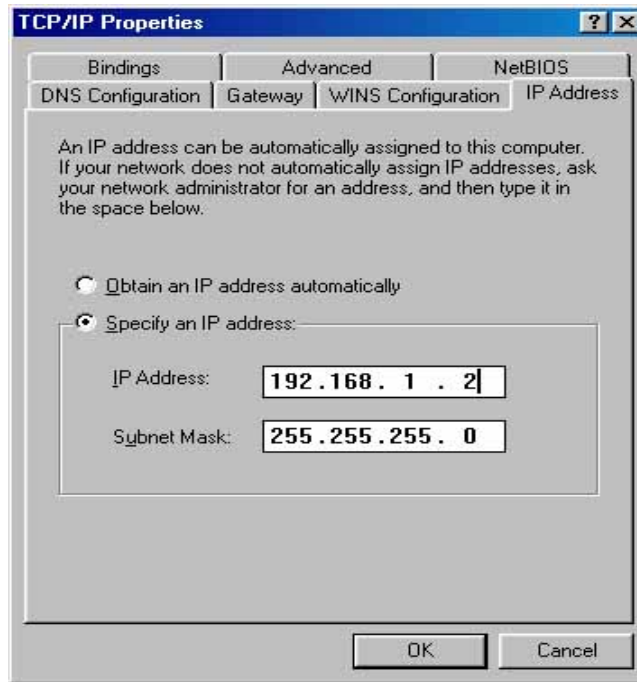 TCP/IP Properties
Bindings Advanced NetBIOS
DNS Configuration Gateway WINS Configuration IP Address
An IP address can be automatically assigned to this computer.
If your network does not automatically assign IP addresses, ask
your network administrator for an address, and then type it in
the space below.
Obtain an IP address automatically
Specify an IP address:
IP Address: 192.168. 1 . 2
Subnet Mask: 255.255.255. 0
OK Cancel